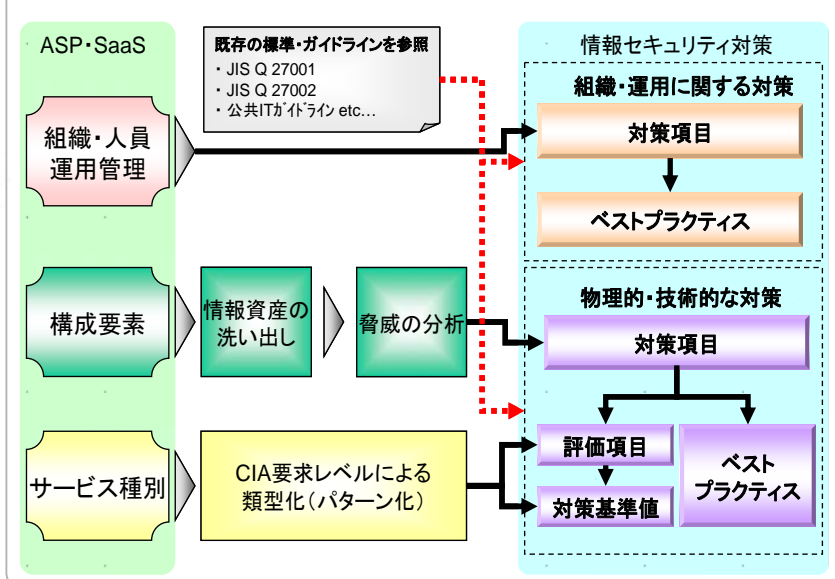 ASP・SaaS
既存の標準・ガイドラインを参照
・ JIS Q 27001
・ JIS Q 27002
・ 公共ITガイドライン etc…
情報セキュリティ対策
組織・人員
運用管理
組織・運用に関する対策
対策項目
ベストプラクティス
構成要素
情報資産の
洗い出し
脅威の分析
物理的・技術的な対策
対策項目
サービス種別
CIA要求レベルによる
類型化（パターン化）
評価項目
対策基準値
ベスト
プラクティス